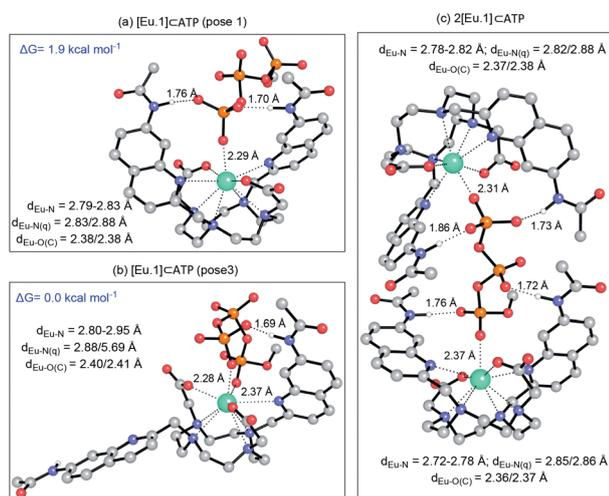 (a) [Eu.1]⊂ATP (pose 1)
ΔG= 1.9 kcal mol⁻¹
1.76 Å
1.70 Å
2.29 Å
d_Eu-N = 2.79-2.83 Å
d_Eu-N(q) = 2.83/2.88 Å
d_Eu-O(C) = 2.38/2.38 Å
(b) [Eu.1]⊂ATP (pose3)
ΔG= 0.0 kcal mol⁻¹
d_Eu-N = 2.80-2.95 Å
d_Eu-N(q) = 2.88/5.69 Å
d_Eu-O(C) = 2.40/2.41 Å
1.69 Å
2.28 Å
2.37 Å
(c) 2[Eu.1]⊂ATP
d_Eu-N = 2.78-2.82 Å; d_Eu-N(q) = 2.82/2.88 Å
d_Eu-O(C) = 2.37/2.38 Å
2.31 Å
1.86 Å
1.73 Å
1.72 Å
1.76 Å
2.37 Å
d_Eu-N = 2.72-2.78 Å; d_Eu-N(q) = 2.85/2.86 Å
d_Eu-O(C) = 2.36/2.37 Å